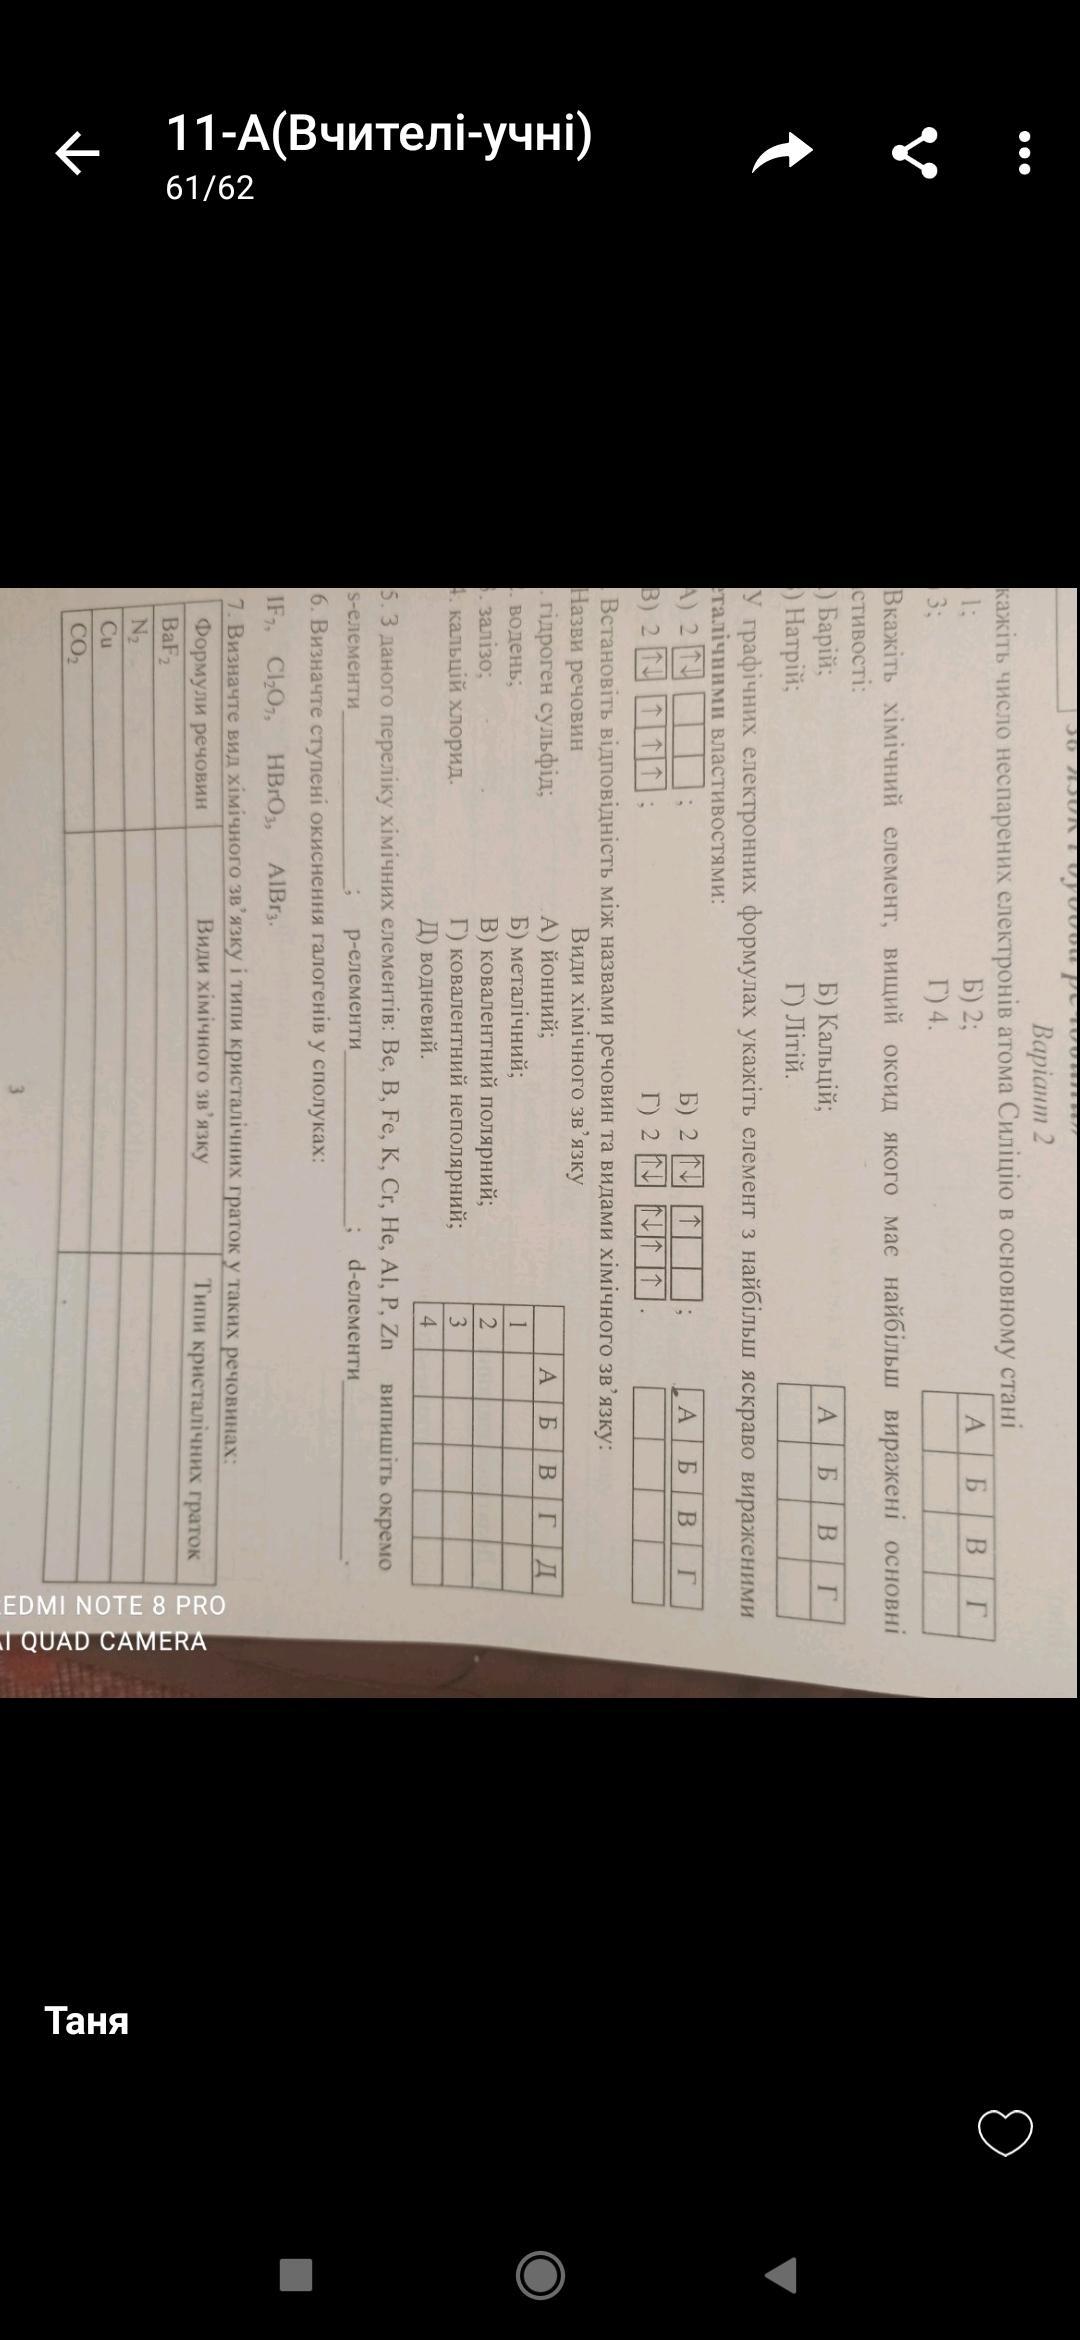 11-А(Вчителі-учні)
61/62
Варіант 2
кажіть число неспарених електронів атома Силіцію в основному стані
1; Б) 2;
3; Г) 4.
А Б В Г
Вкажіть хімічний елемент, вищий оксид якого має найбільш виражені основні
стивості:
) Барій; Б) Кальцій;
) Натрій; Г) Літій.
А Б В Г
У графічних електронних формулах укажіть елемент з найбільш яскраво вираженими
еталічними властивостями:
А) 2 ↑↓ ; Б) 2 ↑↓ ↑ ;
В) 2 ↑↓ ↑ ↑ ↑ ; Г) 2 ↑↓ ↑↓ ↑ ↑ .
А Б В Г
Встановіть відповідність між назвами речовин та видами хімічного зв’язку:
Назви речовин Види хімічного зв’язку
. гідроген сульфід; А) йонний;
. водень; Б) металічний;
3. залізо; В) ковалентний полярний;
4. кальцій хлорид. Г) ковалентний неполярний;
Д) водневий.
А Б В Г Д
1
2
3
4
5. З даного переліку хімічних елементів: Be, B, Fe, K, Cr, He, Al, P, Zn випишіть окремо
s-елементи ; р-елементи ; d-елементи .
6. Визначте ступені окиснення галогенів у сполуках:
IF₇, Cl₂O₇, HBrO₃, AlBr₃.
7. Визначте вид хімічного зв’язку і типи кристалічних граток у таких речовинах:
Формули речовин Види хімічного зв’язку Типи кристалічних граток
BaF₂
N₂
Cu
CO₂
3
EDMI NOTE 8 PRO
AI QUAD CAMERA
Таня